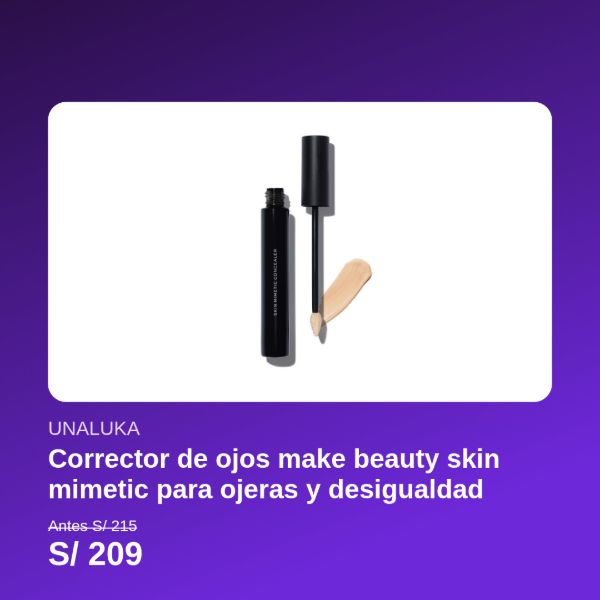 SKIN MIMETIC CONCEALER
UNALUKA
Corrector de ojos make beauty skin
mimetic para ojeras y desigualdad
Antes S/ 215
S/ 209